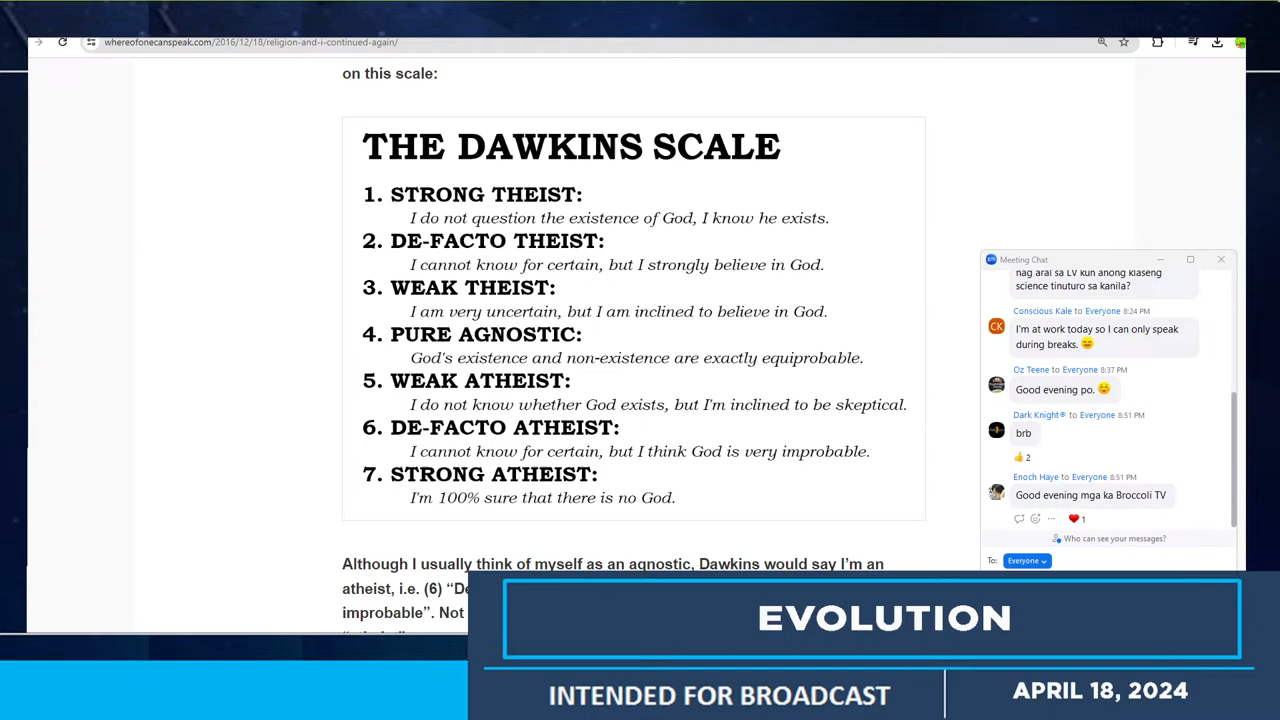 whereofonecanspeak.com/2016/12/18/religion-and-i-continued-again/
on this scale:
THE DAWKINS SCALE
1. STRONG THEIST:
I do not question the existence of God, I know he exists.
2. DE-FACTO THEIST:
I cannot know for certain, but I strongly believe in God.
3. WEAK THEIST:
I am very uncertain, but I am inclined to believe in God.
4. PURE AGNOSTIC:
God's existence and non-existence are exactly equiprobable.
5. WEAK ATHEIST:
I do not know whether God exists, but I'm inclined to be skeptical.
6. DE-FACTO ATHEIST:
I cannot know for certain, but I think God is very improbable.
7. STRONG ATHEIST:
I'm 100% sure that there is no God.
Although I usually think of myself as an agnostic, Dawkins would say I'm an
atheist, i.e. (6) "De
improbable". Not
Meeting Chat
nag aral sa LV kun anong klaseng
science tinuturo sa kanila?
Conscious Kale to Everyone 8:24 PM
CK
I'm at work today so I can only speak
during breaks.
Oz Teene to Everyone 8:37 PM
Good evening po.
Dark Knight® to Everyone 8:51 PM
brb
2
Enoch Haye to Everyone 8:51 PM
Good evening mga ka Broccoli TV
1
Who can see your messages?
To: Everyone
EVOLUTION
INTENDED FOR BROADCAST
APRIL 18, 2024